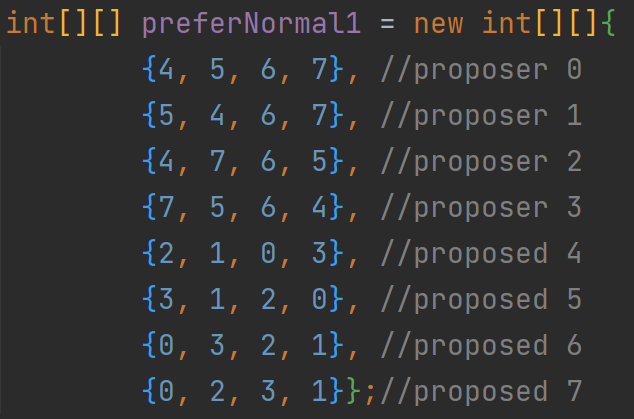 int[][] preferNormal1 = new int[][]{
{4, 5, 6, 7}, //proposer 0
{5, 4, 6, 7}, //proposer 1
{4, 7, 6, 5}, //proposer 2
{7, 5, 6, 4}, //proposer 3
{2, 1, 0, 3}, //proposed 4
{3, 1, 2, 0}, //proposed 5
{0, 3, 2, 1}, //proposed 6
{0, 2, 3, 1}};//proposed 7